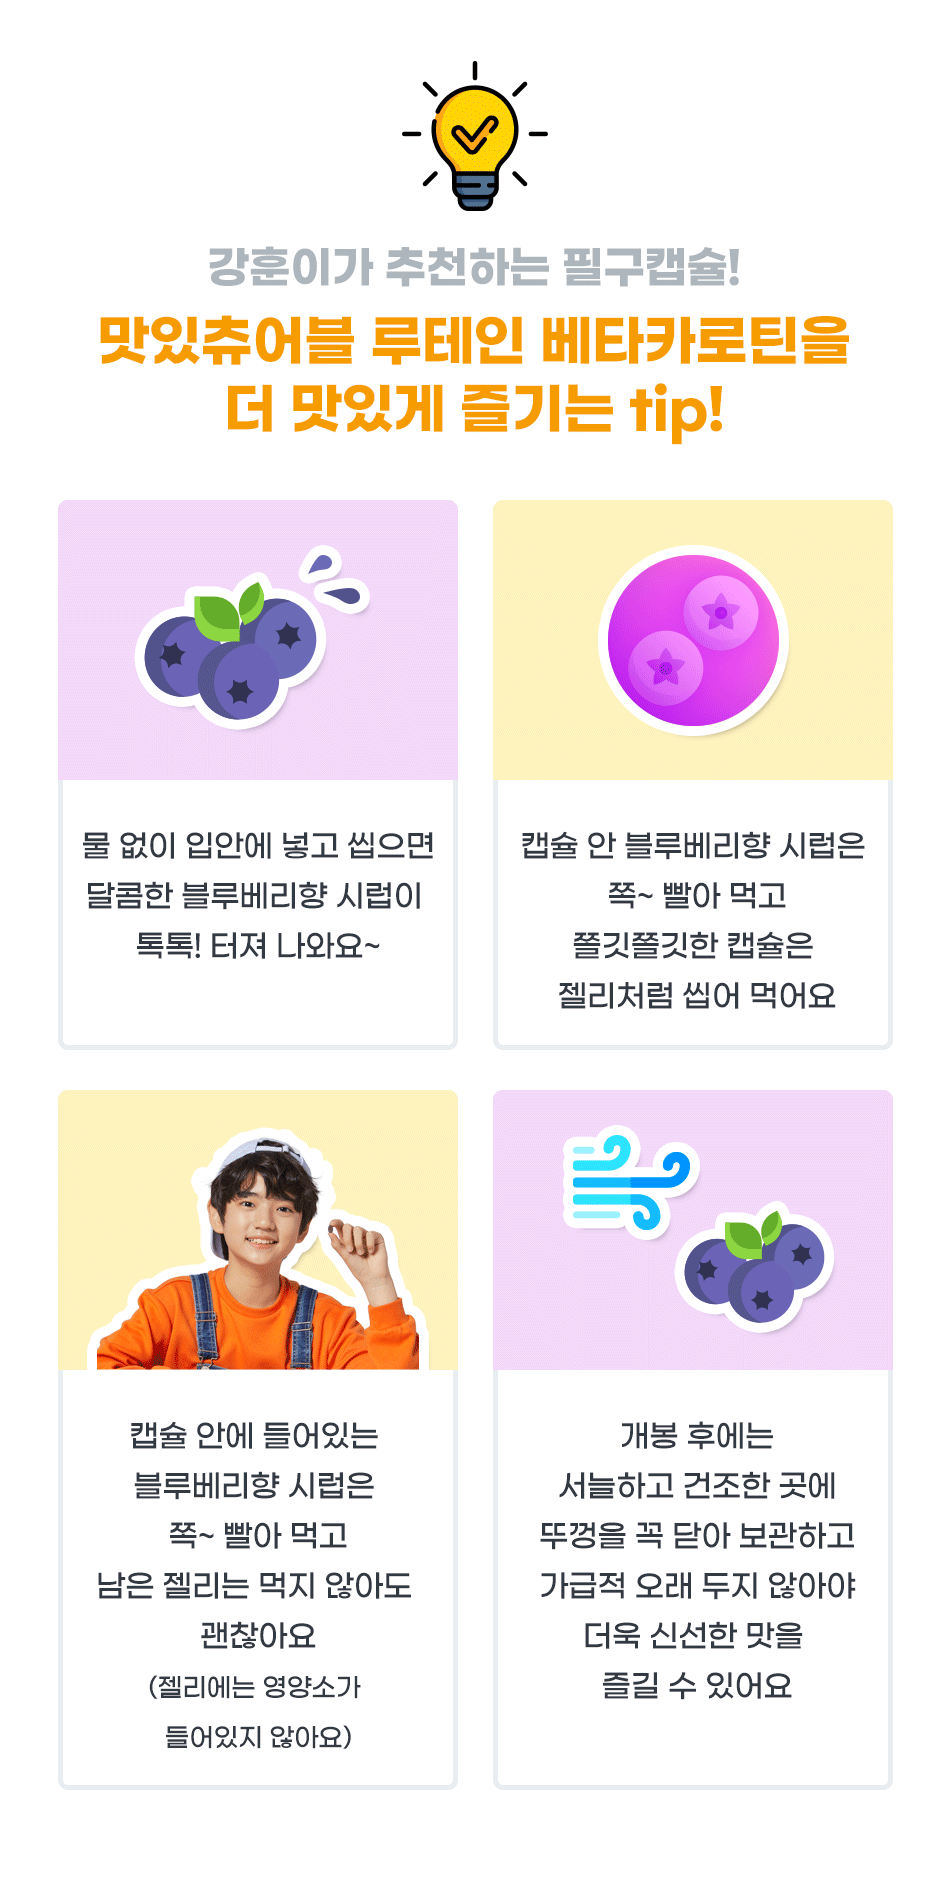 강훈이가 추천하는 필구캡슐!
맛있츄어블 루테인 베타카로틴을
더 맛있게 즐기는 tip!
물 없이 입안에 넣고 씹으면
달콤한 블루베리향 시럽이
톡톡! 터져 나와요~
캡슐 안 블루베리향 시럽은
쪽~ 빨아 먹고
쫄깃쫄깃한 캡슐은
젤리처럼 씹어 먹어요
캡슐 안에 들어있는
블루베리향 시럽은
쪽~ 빨아 먹고
남은 젤리는 먹지 않아도
괜찮아요
(젤리에는 영양소가
들어있지 않아요)
개봉 후에는
서늘하고 건조한 곳에
뚜껑을 꼭 닫아 보관하고
가급적 오래 두지 않아야
더욱 신선한 맛을
즐길 수 있어요